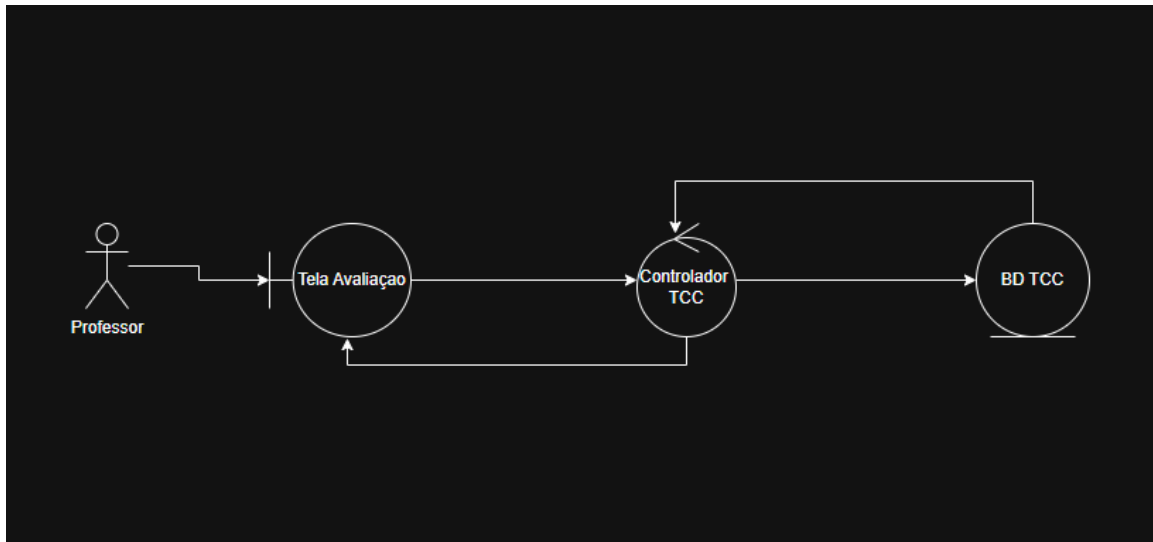 Professor
Tela Avaliaçao
Controlador
TCC
BD TCC